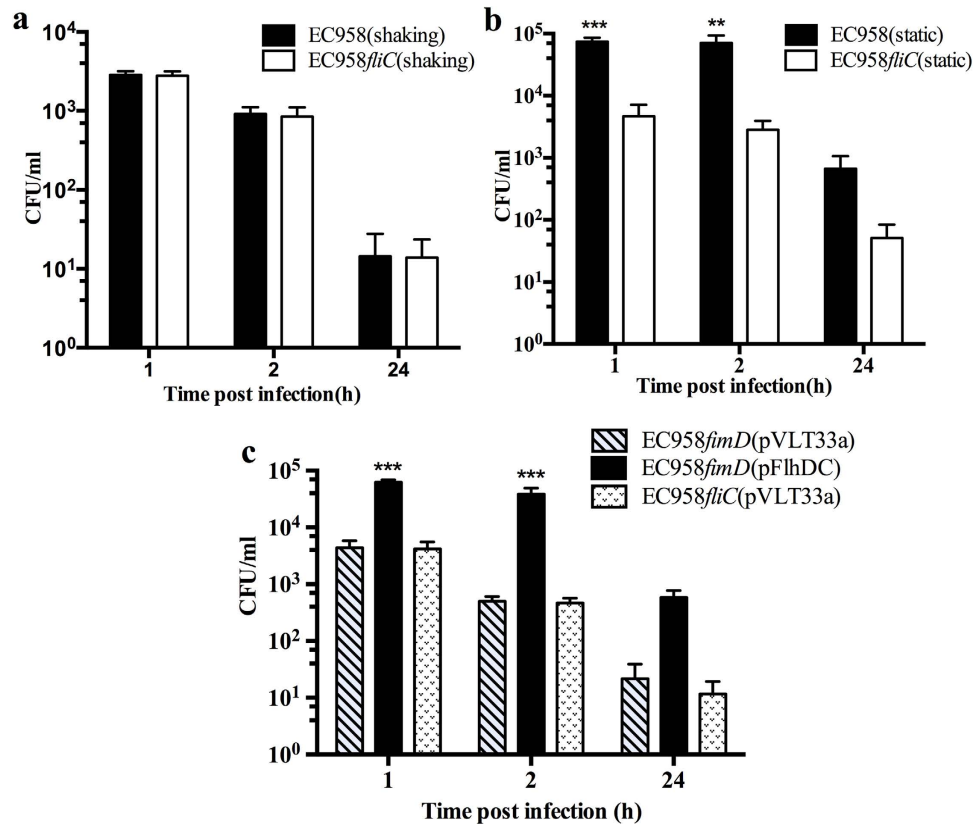 a
EC958(shaking)
EC958fliC(shaking)
10⁴
10³
10²
10¹
10⁰
CFU/ml
1 2 24
Time post infection(h)
b
EC958(static)
EC958fliC(static)
*** **
10⁵
10⁴
10³
10²
10¹
10⁰
CFU/ml
1 2 24
Time post infection(h)
c
EC958fimD(pVLT33a)
EC958fimD(pFlhDC)
EC958fliC(pVLT33a)
*** ***
10⁵
10⁴
10³
10²
10¹
10⁰
CFU/ml
1 2 24
Time post infection (h)